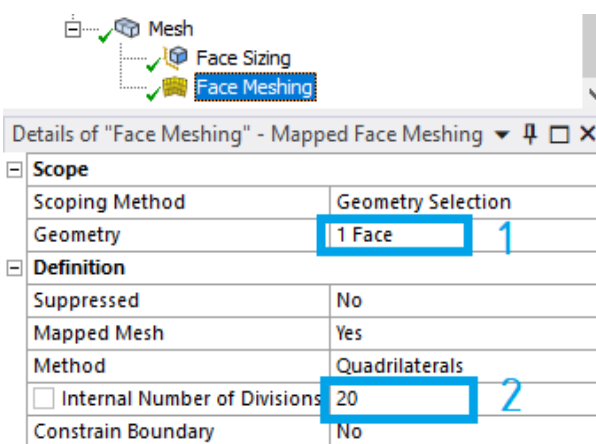 Mesh
Face Sizing
Face Meshing
Details of "Face Meshing" - Mapped Face Meshing
Scope
Scoping Method Geometry Selection
Geometry 1 Face 1
Definition
Suppressed No
Mapped Mesh Yes
Method Quadrilaterals
Internal Number of Divisions 20 2
Constrain Boundary No